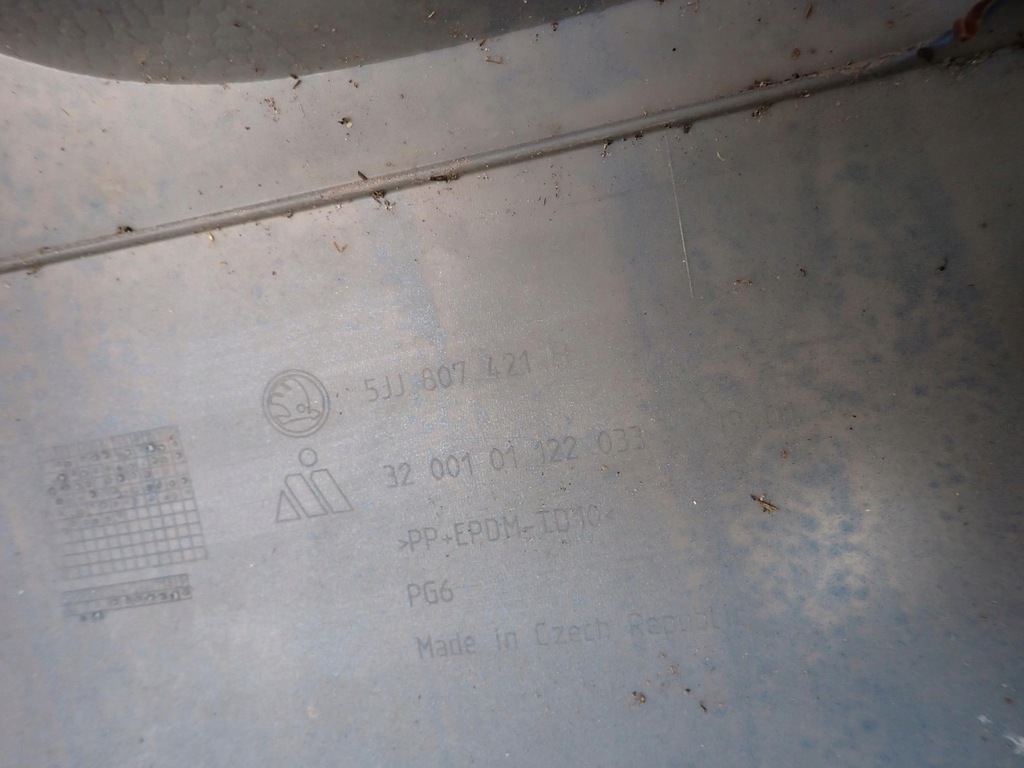 5JJ 807 421 H
32 001 01 122 033
>PP+EPDM-TD10<
PG6
Made in Czech Republic